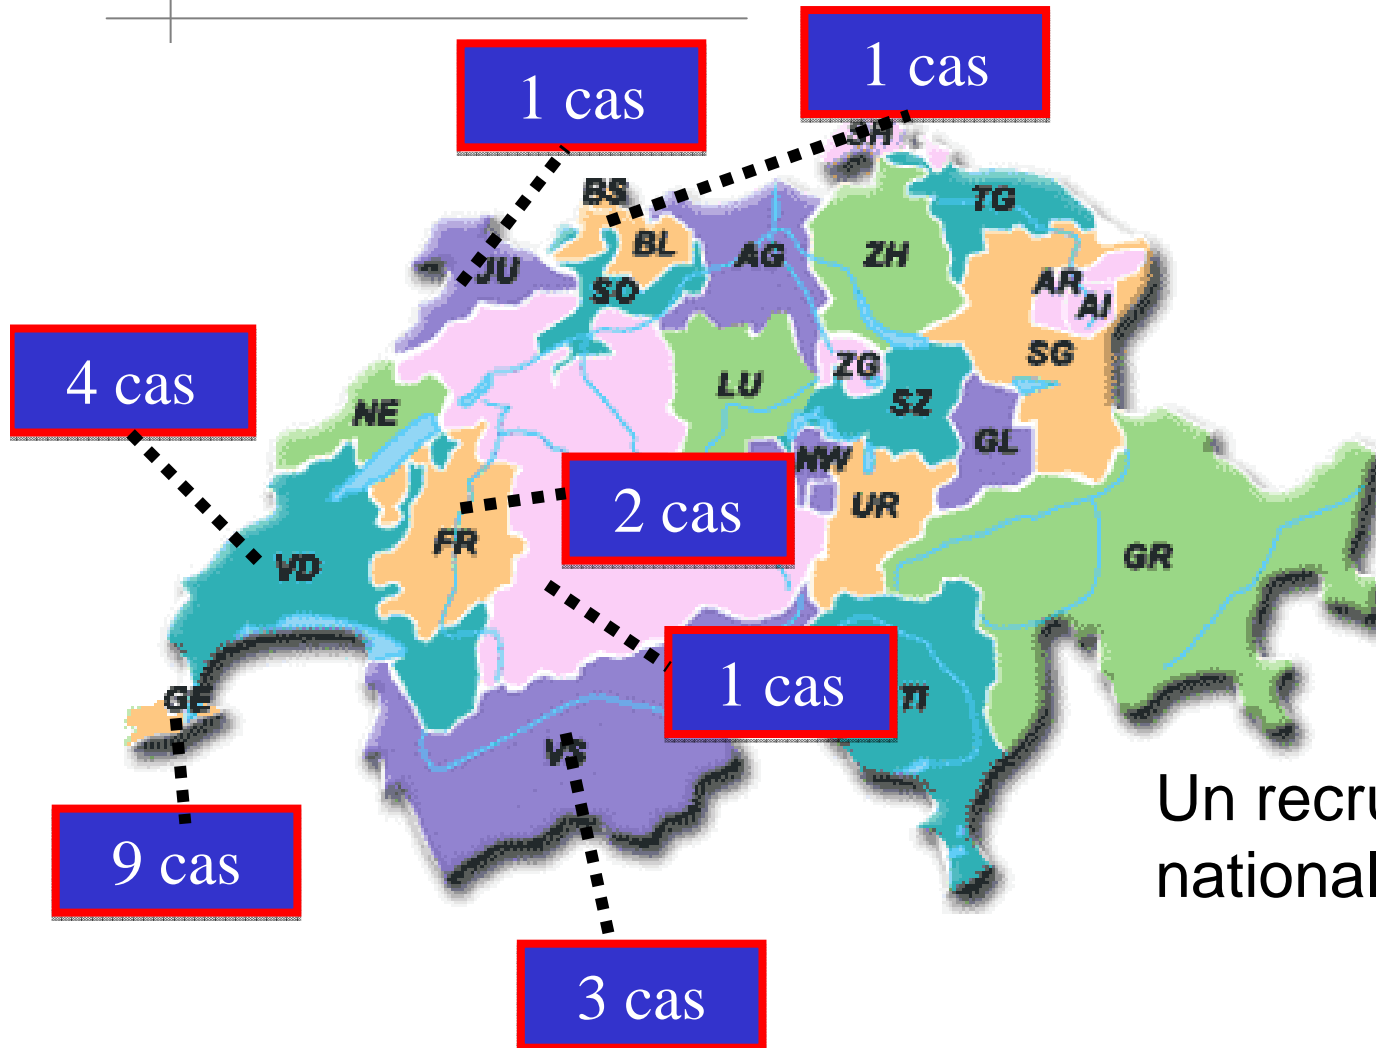 1 cas
1 cas
SH
BS
TG
BL
AG
ZH
JU
SO
AR
AI
SG
ZG
4 cas
LU
SZ
NE
GL
NW
UR
2 cas
FR
GR
VD
1 cas
TI
GE
VS
Un recru
national
9 cas
3 cas